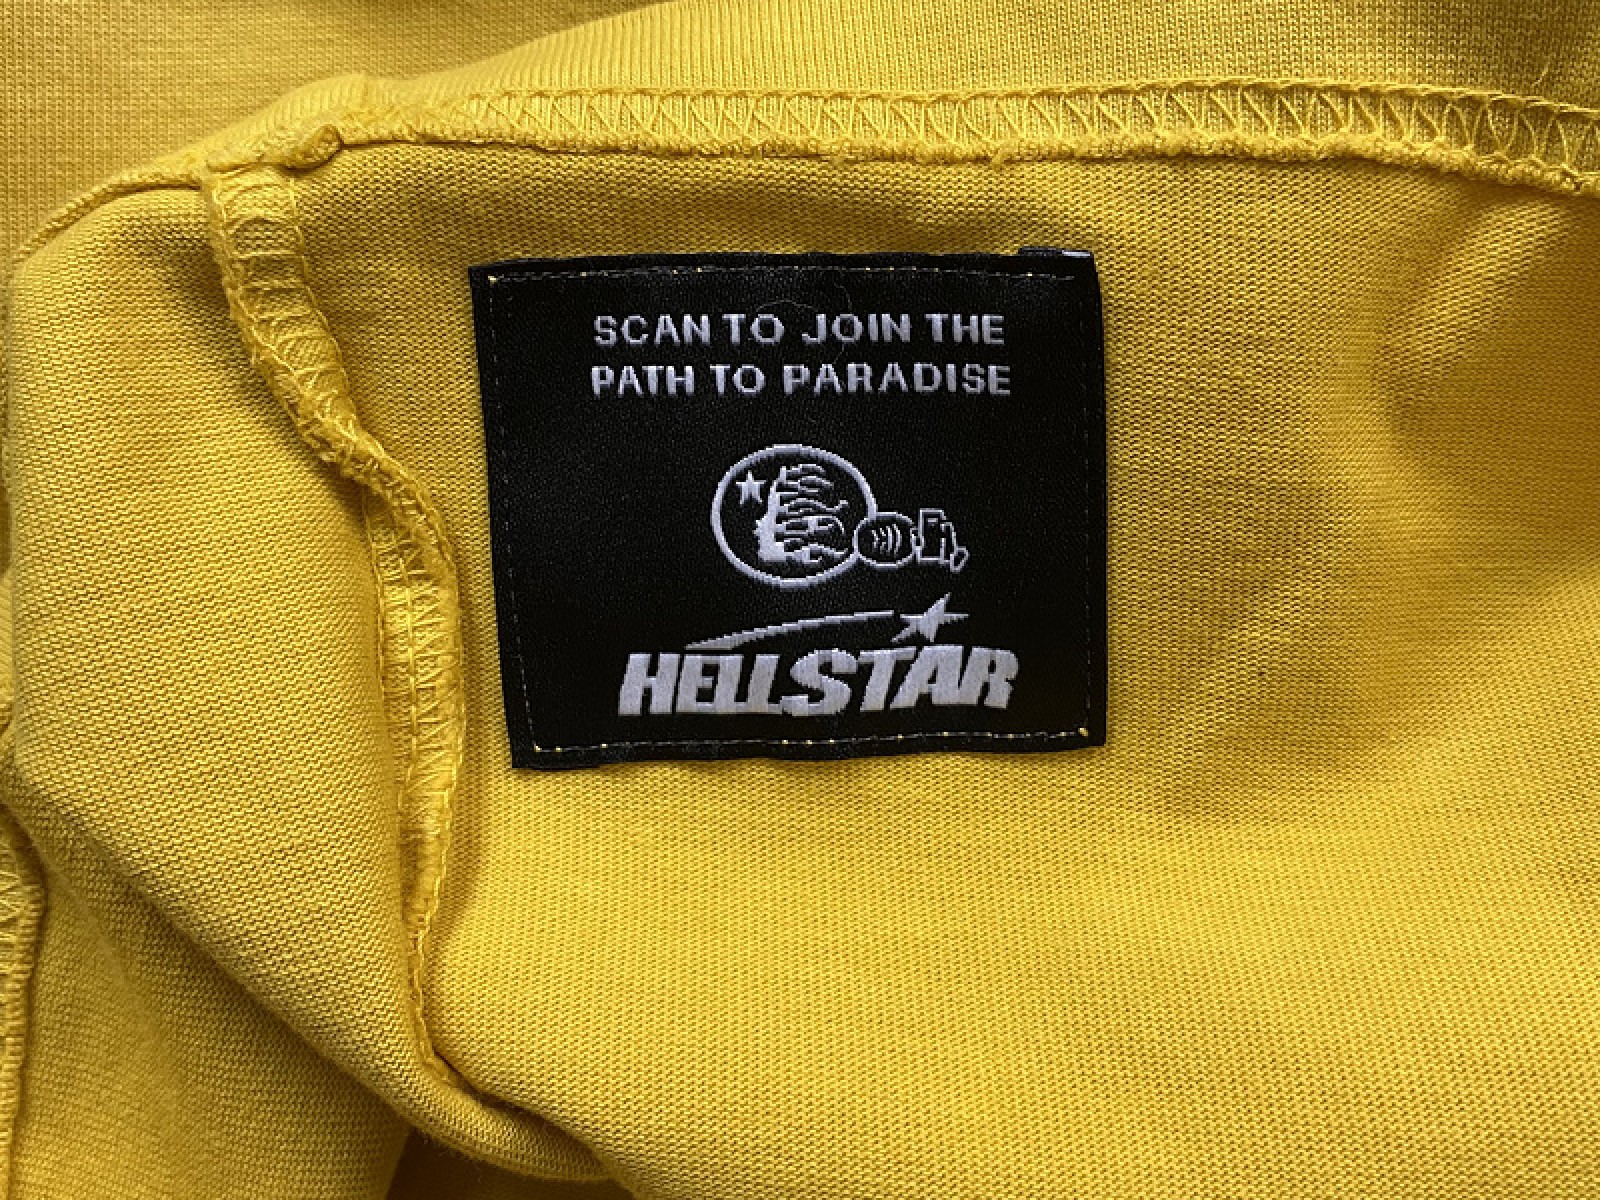 SCAN TO JOIN THE
PATH TO PARADISE
HELLSTAR